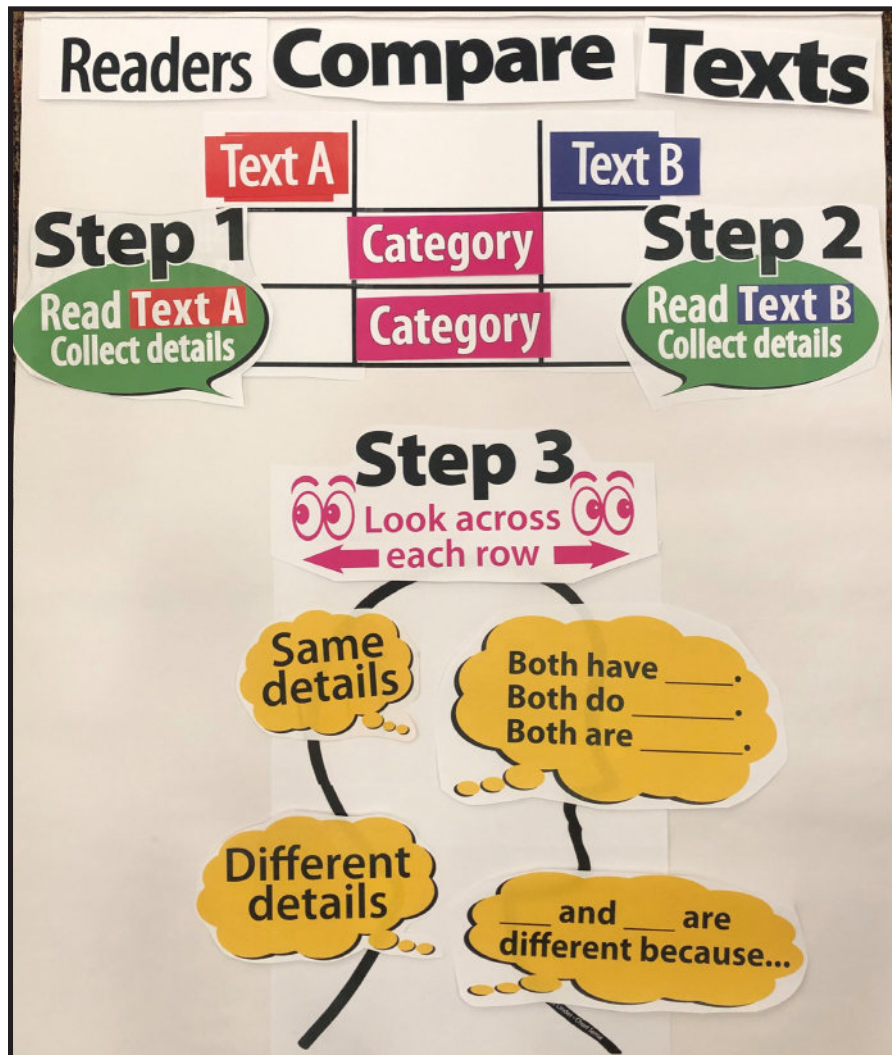 Readers Compare Texts
Text A
Text B
Step 1
Read Text A
Collect details
Category
Category
Step 2
Read Text B
Collect details
Step 3
Look across
each row
Same
details
Both have _____.
Both do _______.
Both are _______.
Different
details
___ and ___ are
different because...